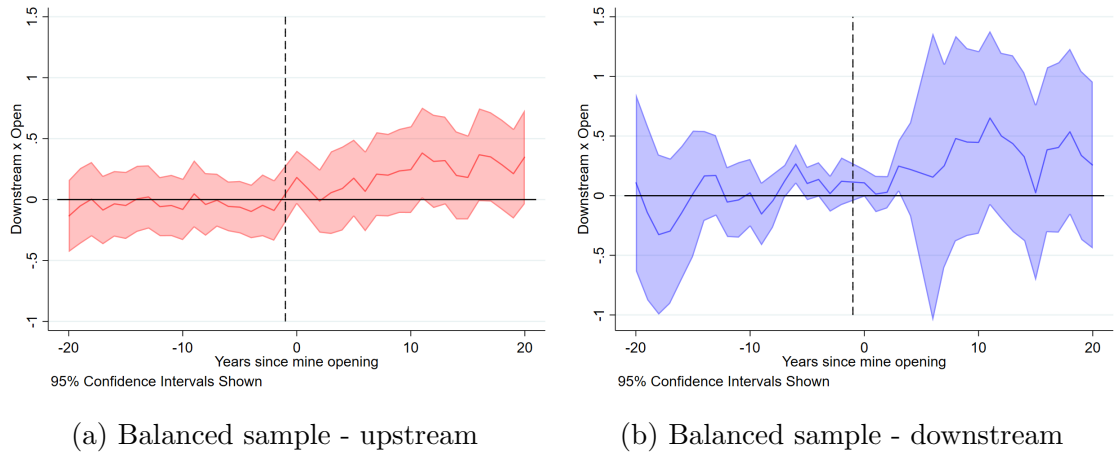 1.5
1
.5
0
-.5
-1
Downstream x Open
-20
-10
0
10
20
Years since mine opening
95% Confidence Intervals Shown
(a) Balanced sample - upstream
1.5
1
.5
0
-.5
-1
Downstream x Open
-20
-10
0
10
20
Years since mine opening
95% Confidence Intervals Shown
(b) Balanced sample - downstream